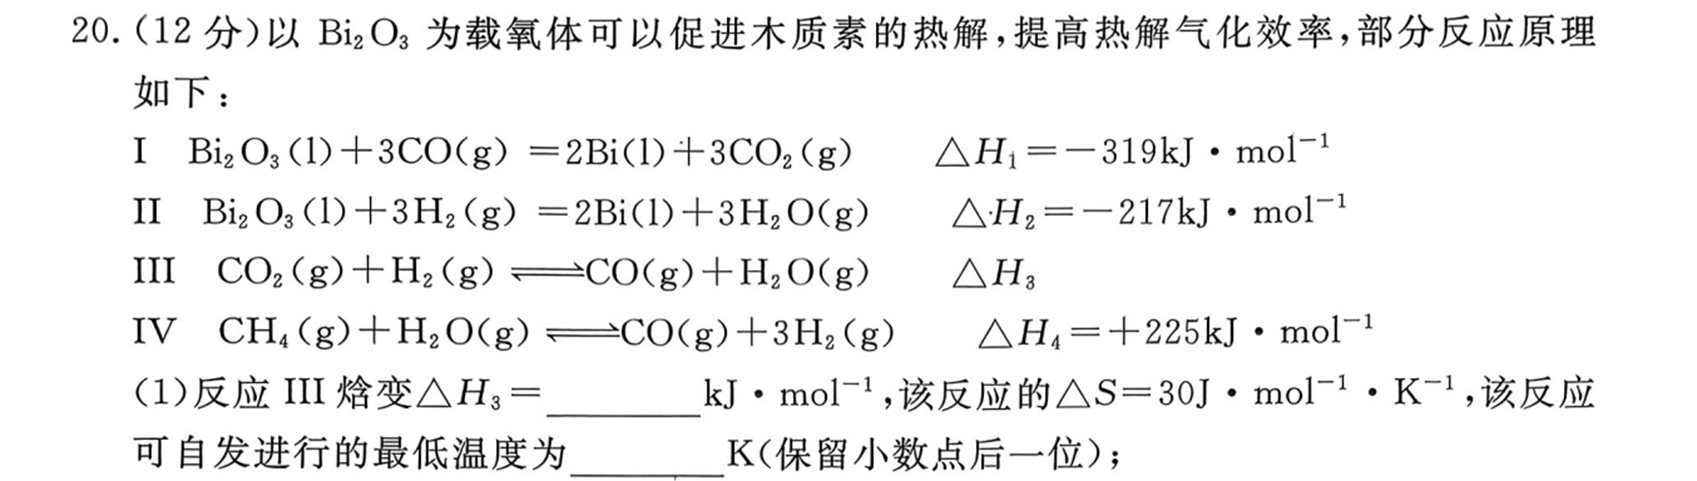 20.(12分)以 Bi₂O₃ 为载氧体可以促进木质素的热解,提高热解气化效率,部分反应原理
如下:
I Bi₂O₃(l)+3CO(g)=2Bi(l)+3CO₂(g) △H₁=-319kJ·mol⁻¹
II Bi₂O₃(l)+3H₂(g)=2Bi(l)+3H₂O(g) △H₂=-217kJ·mol⁻¹
III CO₂(g)+H₂(g)⇌CO(g)+H₂O(g) △H₃
IV CH₄(g)+H₂O(g)⇌CO(g)+3H₂(g) △H₄=+225kJ·mol⁻¹
(1)反应 III 焓变△H₃=______kJ·mol⁻¹,该反应的△S=30J·mol⁻¹·K⁻¹,该反应
可自发进行的最低温度为______K(保留小数点后一位);